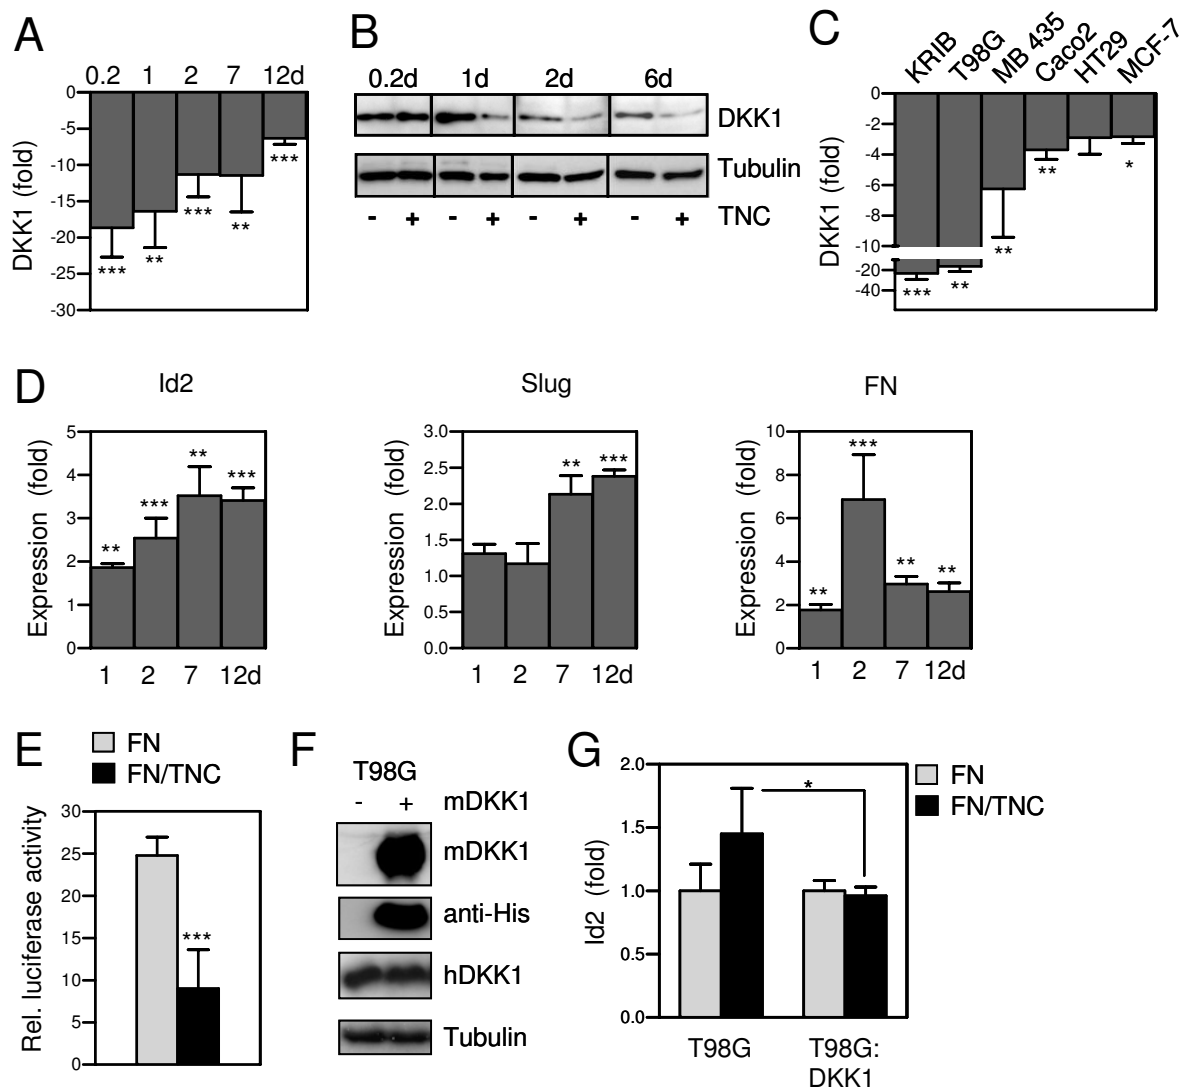 A
0.2 1 2 7 12d
DKK1 (fold)
0
-5
-10
-15
-20
-25
-30
*** ** *** ** ***
B
0.2d 1d 2d 6d
DKK1
Tubulin
- + - + - + - + TNC
C
KRIB T98G MB 435 Caco2 HT29 MCF-7
DKK1 (fold)
0
-2
-4
-6
-8
-10
-20
-40
*** ** ** ** *
D
Id2
Expression (fold)
5
4
3
2
1
0
** *** ** ***
1 2 7 12d
Slug
Expression (fold)
3.0
2.5
2.0
1.5
1.0
0.5
0.0
** ***
1 2 7 12d
FN
Expression (fold)
10
8
6
4
2
0
** *** ** **
1 2 7 12d
E
FN
FN/TNC
Rel. luciferase activity
30
25
20
15
10
5
0
***
F
T98G
- + mDKK1
mDKK1
anti-His
hDKK1
Tubulin
G
FN
FN/TNC
Id2 (fold)
2.0
1.5
1.0
0.5
0.0
*
T98G
T98G:
DKK1